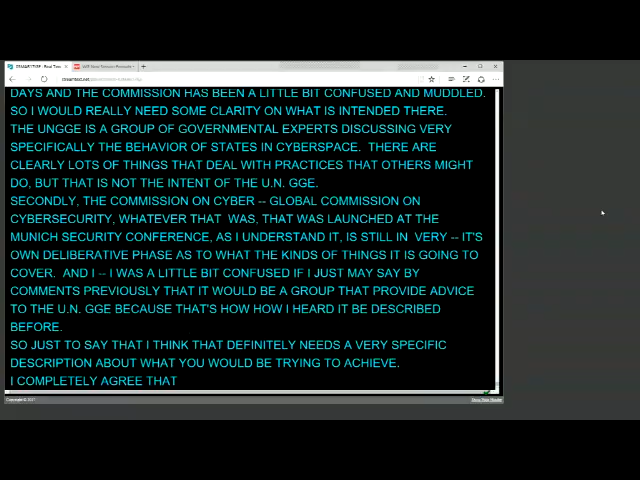 DAYS AND THE COMMISSION HAS BEEN A LITTLE BIT CONFUSED AND MUDDLED.
SO I WOULD REALLY NEED SOME CLARITY ON WHAT IS INTENDED THERE.
THE UNGGE IS A GROUP OF GOVERNMENTAL EXPERTS DISCUSSING VERY
SPECIFICALLY THE BEHAVIOR OF STATES IN CYBERSPACE.  THERE ARE
CLEARLY LOTS OF THINGS THAT DEAL WITH PRACTICES THAT OTHERS MIGHT
DO, BUT THAT IS NOT THE INTENT OF THE U.N. GGE.
SECONDLY, THE COMMISSION ON CYBER -- GLOBAL COMMISSION ON
CYBERSECURITY, WHATEVER THAT  WAS, THAT WAS LAUNCHED AT THE
MUNICH SECURITY CONFERENCE, AS I UNDERSTAND IT, IS STILL IN  VERY -- IT'S
OWN DELIBERATIVE PHASE AS TO WHAT THE KINDS OF THINGS IT IS GOING TO
COVER.  AND I -- I WAS A LITTLE BIT CONFUSED IF I JUST MAY SAY BY
COMMENTS PREVIOUSLY THAT IT WOULD BE A GROUP THAT PROVIDE ADVICE
TO THE U.N. GGE BECAUSE THAT'S HOW HOW I HEARD IT BE DESCRIBED
BEFORE.
SO JUST TO SAY THAT I THINK THAT DEFINITELY NEEDS A VERY SPECIFIC
DESCRIPTION ABOUT WHAT YOU WOULD BE TRYING TO ACHIEVE.
I COMPLETELY AGREE THAT